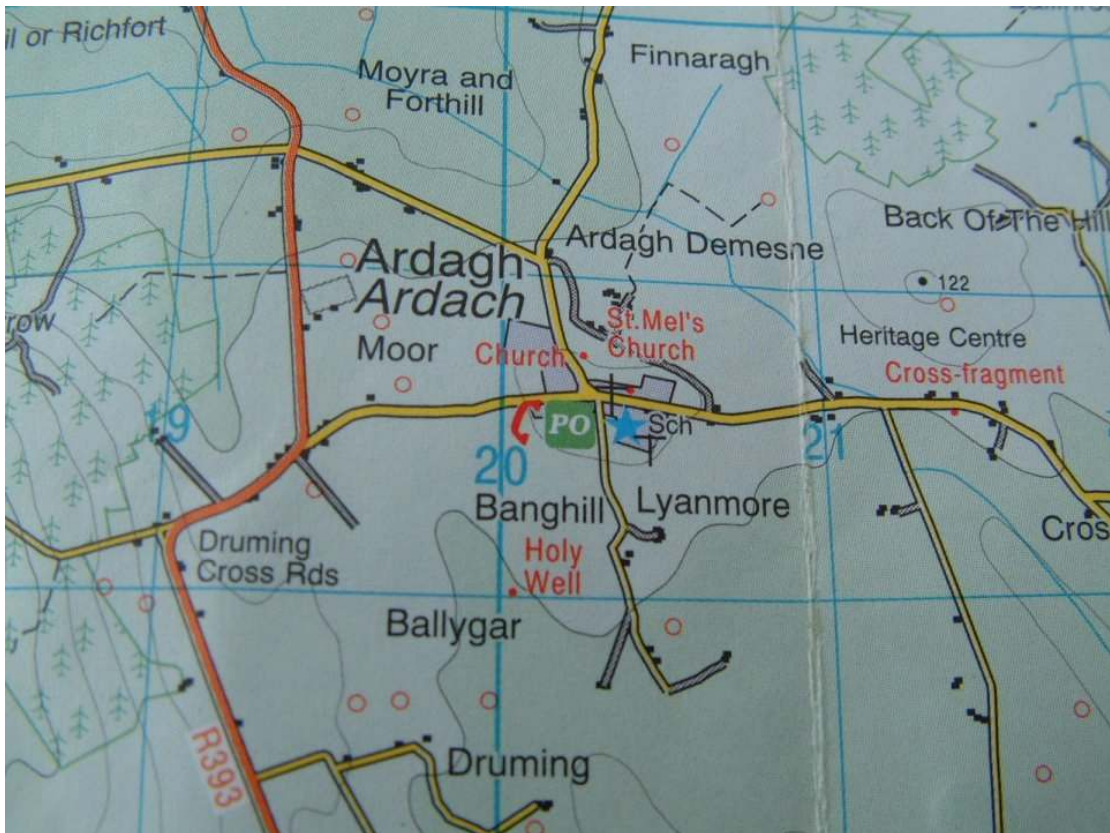 il or Richfort
Moyra and
Forthill
Finnaragh
Back Of The Hill
Ardagh Demesne
Ardagh
Ardach
122
row
St.Mel's
Church
Heritage Centre
Moor
Church
Cross-fragment
19
PO
Sch
21
20
Banghill
Lyanmore
Cros
Druming
Cross Rds
Holy
Well
Ballygar
R393
Druming